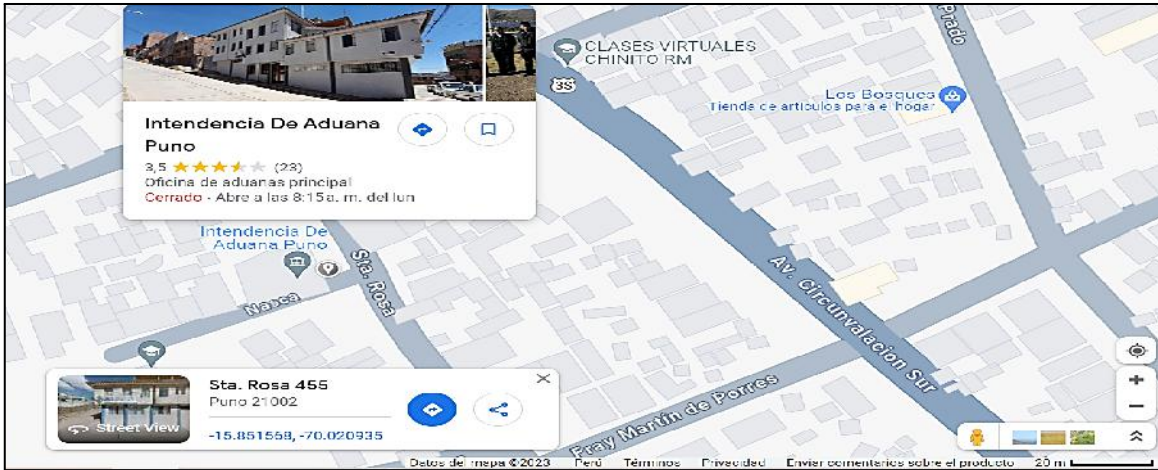 CLASES VIRTUALES
CHINITO RM
3S
Prado
Los Bosques
Tienda de artículos para el hogar
Intendencia De Aduana
Puno
3,5 (23)
Oficina de aduanas principal
Cerrado · Abre a las 8:15 a. m. del lun
Intendencia De
Aduana Puno
Nasca
Sta. Rosa
Av. Circunvalacion Sur
Fray Martín de Porres
Sta. Rosa 455
Puno 21002
Street View
-15.851568, -70.020935
Datos del mapa ©2023 Perú Términos Privacidad Enviar comentarios sobre el producto 20 m